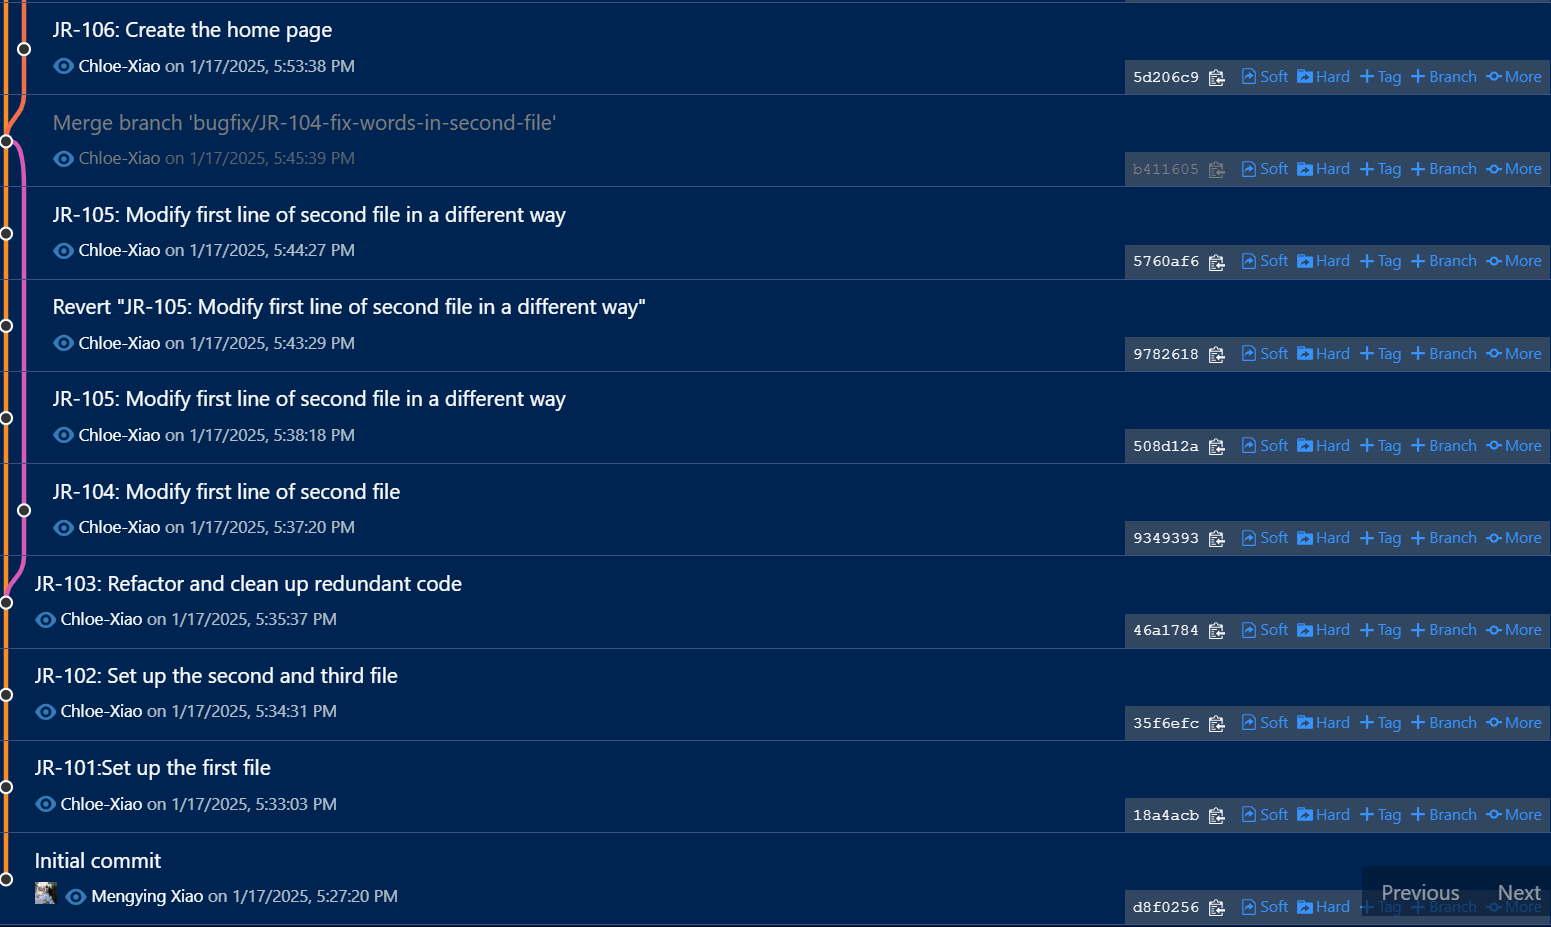 JR-106: Create the home page
Chloe-Xiao on 1/17/2025, 5:53:38 PM
5d206c9 Soft Hard Tag Branch More
Merge branch 'bugfix/JR-104-fix-words-in-second-file'
Chloe-Xiao on 1/17/2025, 5:45:39 PM
b411605 Soft Hard Tag Branch More
JR-105: Modify first line of second file in a different way
Chloe-Xiao on 1/17/2025, 5:44:27 PM
5760af6 Soft Hard Tag Branch More
Revert "JR-105: Modify first line of second file in a different way"
Chloe-Xiao on 1/17/2025, 5:43:29 PM
9782618 Soft Hard Tag Branch More
JR-105: Modify first line of second file in a different way
Chloe-Xiao on 1/17/2025, 5:38:18 PM
508d12a Soft Hard Tag Branch More
JR-104: Modify first line of second file
Chloe-Xiao on 1/17/2025, 5:37:20 PM
9349393 Soft Hard Tag Branch More
JR-103: Refactor and clean up redundant code
Chloe-Xiao on 1/17/2025, 5:35:37 PM
46a1784 Soft Hard Tag Branch More
JR-102: Set up the second and third file
Chloe-Xiao on 1/17/2025, 5:34:31 PM
35f6efc Soft Hard Tag Branch More
JR-101:Set up the first file
Chloe-Xiao on 1/17/2025, 5:33:03 PM
18a4acb Soft Hard Tag Branch More
Initial commit
Mengying Xiao on 1/17/2025, 5:27:20 PM
Previous Next
d8f0256 Soft Hard Tag Branch More